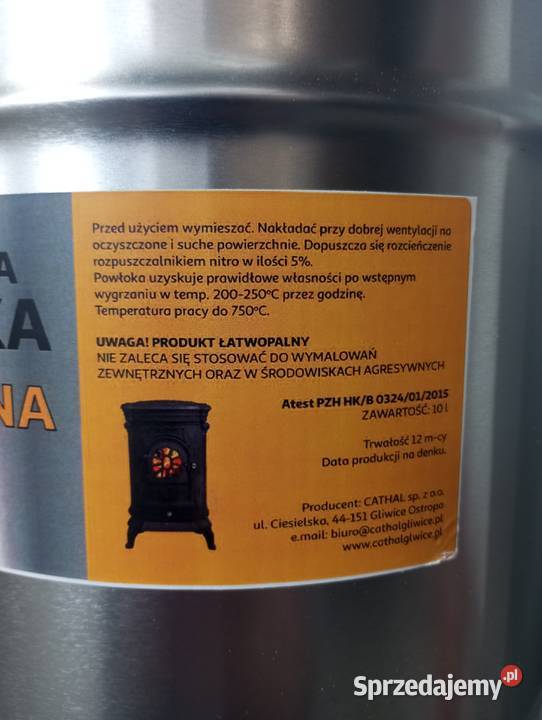 Przed użyciem wymieszać. Nakładać przy dobrej wentylacji na
oczyszczone i suche powierzchnie. Dopuszcza się rozcieńczenie
rozpuszczalnikiem nitro w ilości 5%.
Powłoka uzyskuje prawidłowe własności po wstępnym
wygrzaniu w temp. 200-250ºC przez godzinę.
Temperatura pracy do 750ºC.
UWAGA! PRODUKT ŁATWOPALNY
NIE ZALECA SIĘ STOSOWAĆ DO WYMALOWAŃ
ZEWNĘTRZNYCH ORAZ W ŚRODOWISKACH AGRESYWNYCH
Atest PZH HK/B 0324/01/2015
ZAWARTOŚĆ: 10 l
Trwałość 12 m-cy
Data produkcji na denku.
Producent: CATHAL sp. z o.o.
ul. Ciesielska, 44-151 Gliwice Ostropa
e.mail: biuro@cathalgliwice.pl
www.cathalgliwice.pl
A
KA
NA
Sprzedajemy.pl